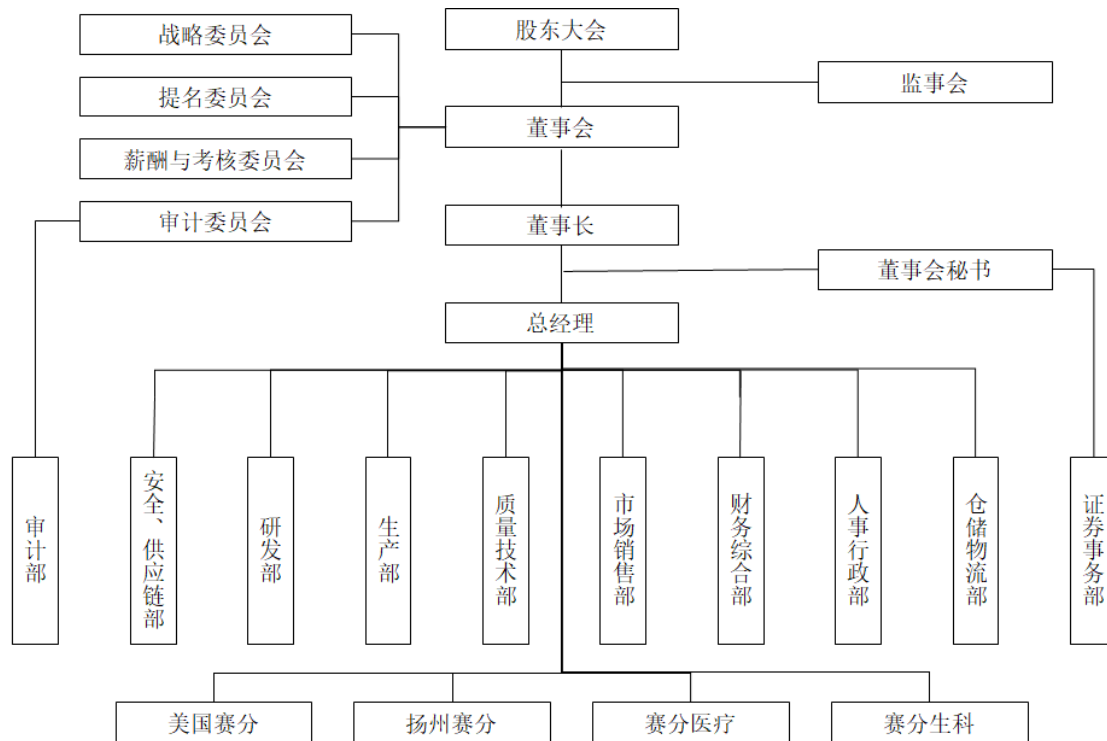 战略委员会
股东大会
监事会
提名委员会
董事会
薪酬与考核委员会
审计委员会
董事长
董事会秘书
总经理
审计部
安全、供应链部
研发部
生产部
质量技术部
市场销售部
财务综合部
人事行政部
仓储物流部
证券事务部
美国赛分
扬州赛分
赛分医疗
赛分生科